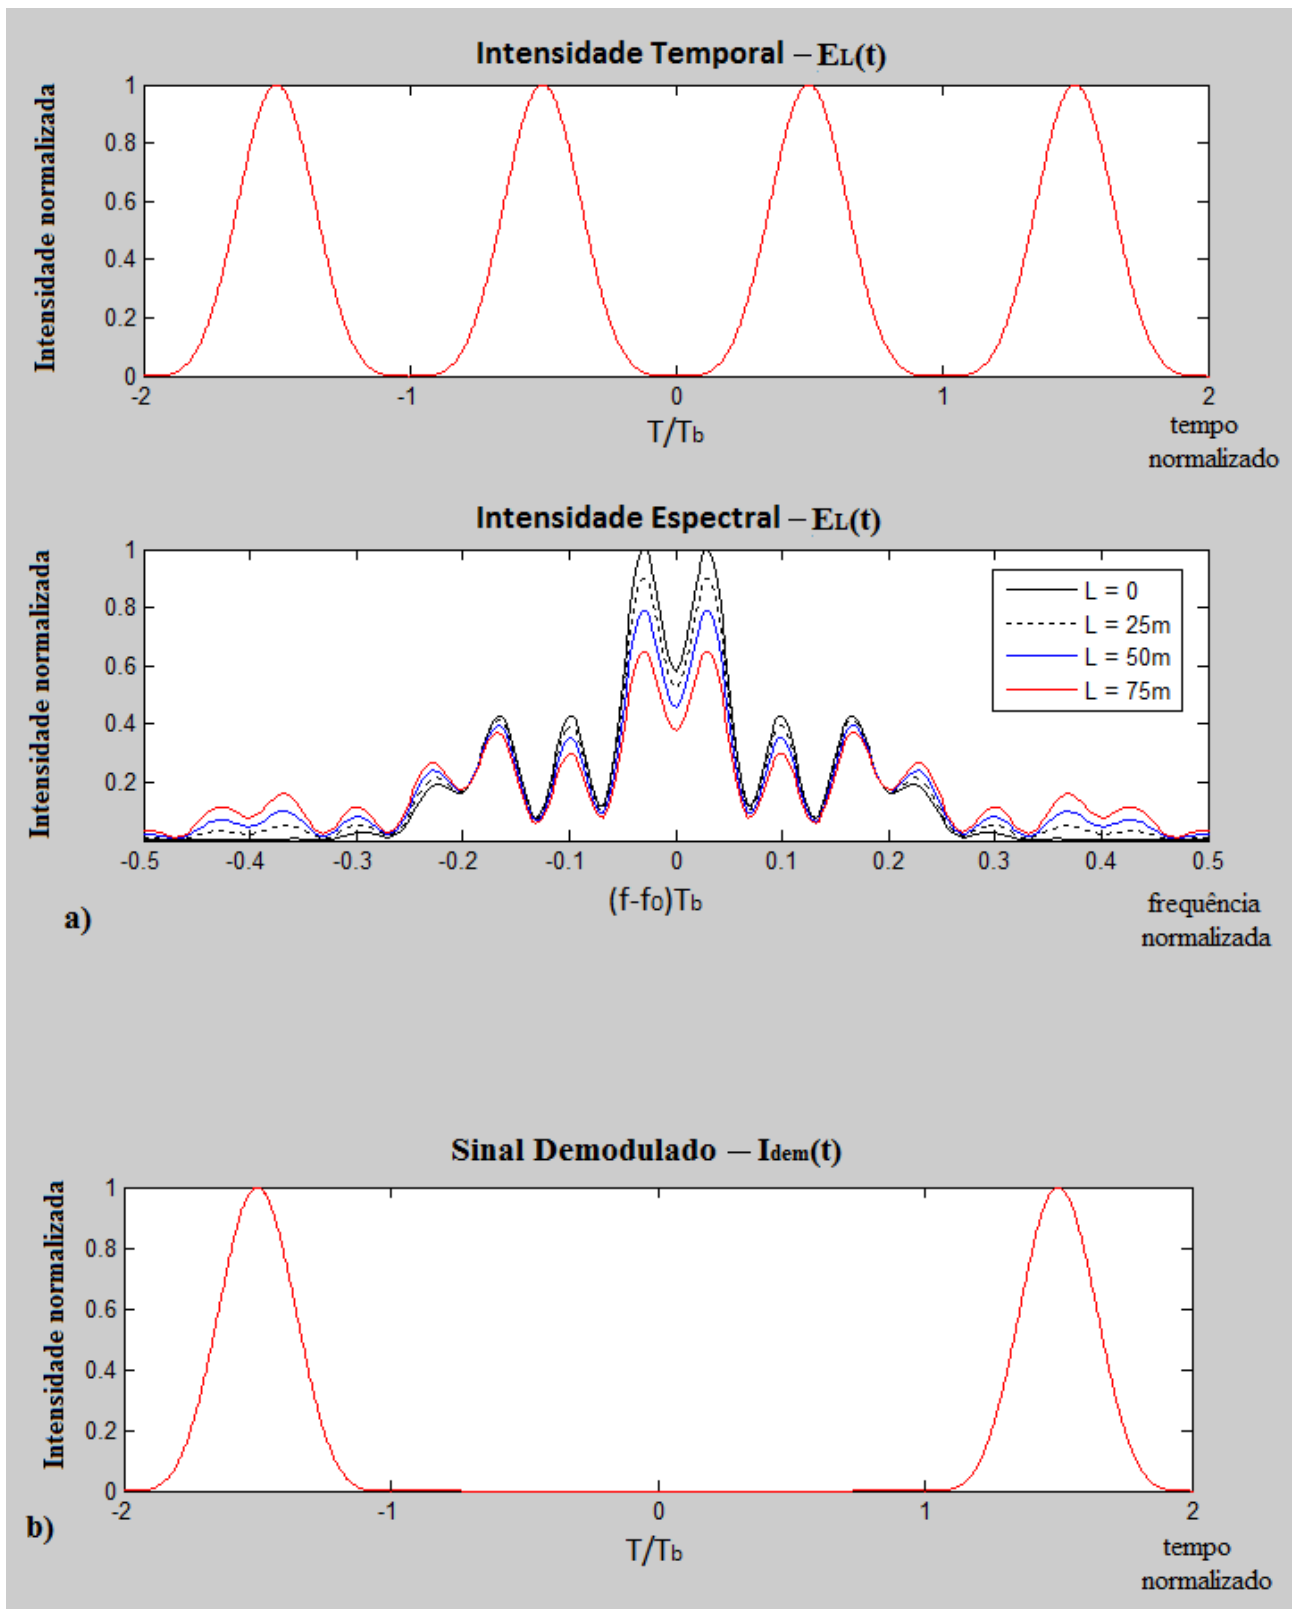 Intensidade Temporal – EL(t)
Intensidade normalizada
1
0.8
0.6
0.4
0.2
0
-2 -1 0 1 2
T/Tb
tempo
normalizado
Intensidade Espectral – EL(t)
Intensidade normalizada
1
0.8
0.6
0.4
0.2
L = 0
L = 25m
L = 50m
L = 75m
-0.5 -0.4 -0.3 -0.2 -0.1 0 0.1 0.2 0.3 0.4 0.5
(f-f0)Tb
frequência
normalizada
a)
Sinal Demodulado – Idem(t)
Intensidade normalizada
1
0.8
0.6
0.4
0.2
0
-2 -1 0 1 2
T/Tb
tempo
normalizado
b)